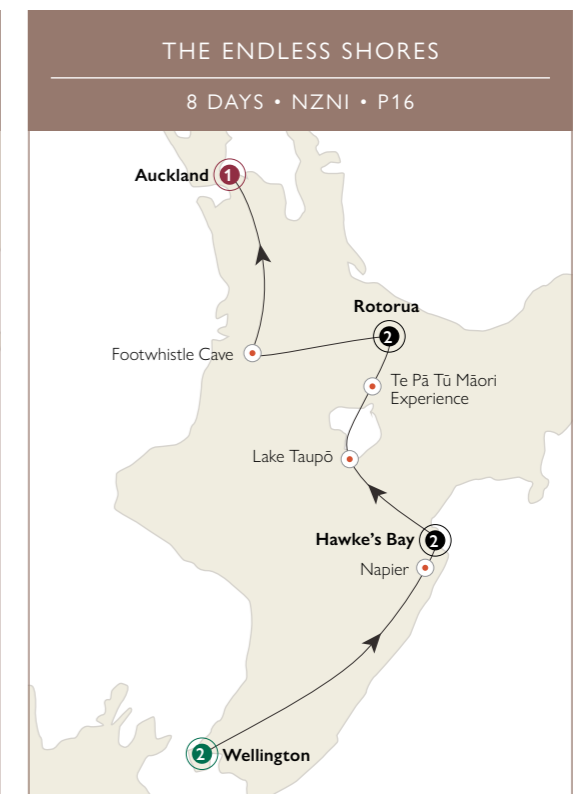 THE ENDLESS SHORES
8 DAYS • NZNI • P16
Auckland 1
Rotorua
2
Footwhistle Cave
Te Pā Tū Māori
Experience
Lake Taupō
Hawke's Bay 2
Napier
2 Wellington